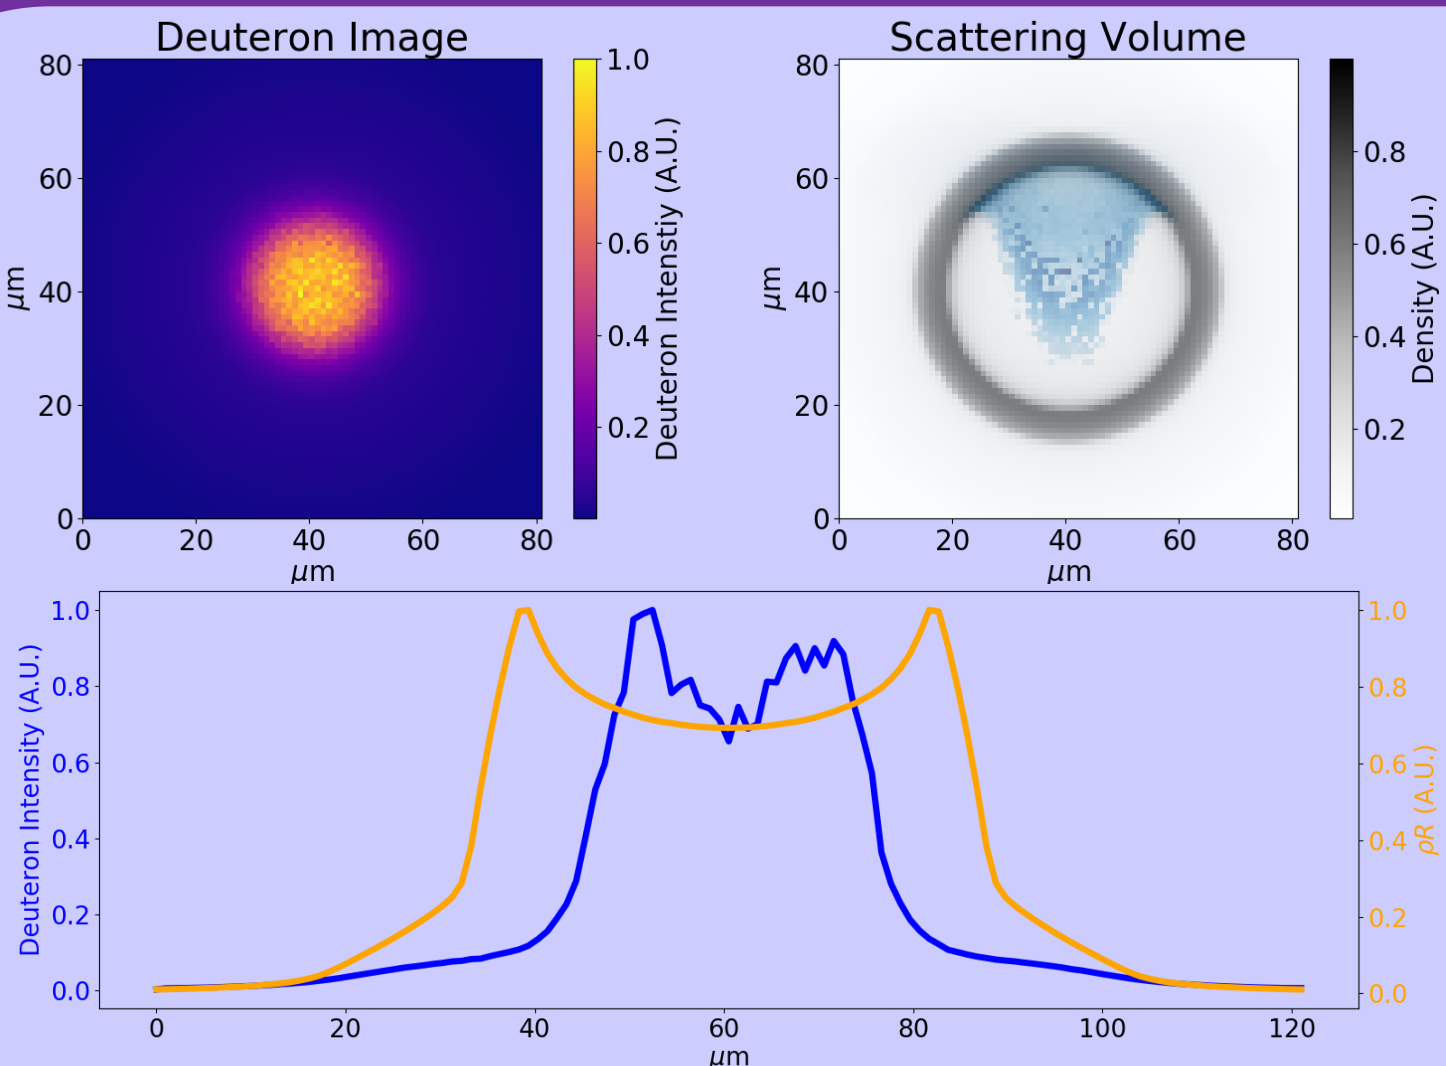 Deuteron Image
80
60
40
20
0
0 20 40 60 80
μm
μm
1.0
0.8
0.6
0.4
0.2
Deuteron Intenstiy (A.U.)
Scattering Volume
80
60
40
20
0
0 20 40 60 80
μm
μm
0.8
0.6
0.4
0.2
Density (A.U.)
Deuteron Intensity (A.U.)
1.0
0.8
0.6
0.4
0.2
0.0
0 20 40 60 80 100 120
μm
1.0
0.8
0.6
0.4
0.2
0.0
ρR (A.U.)